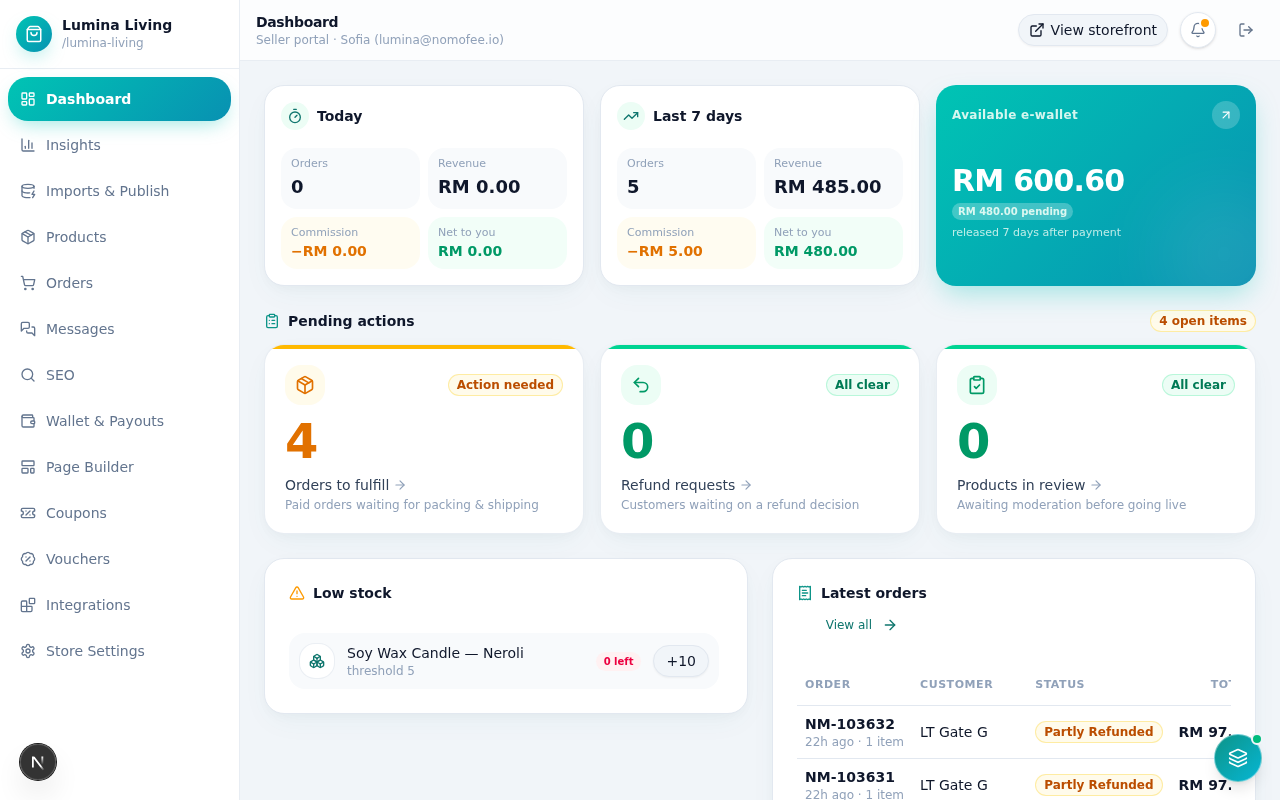 Lumina Living
/lumina-living
Dashboard
Insights
Imports & Publish
Products
Orders
Messages
SEO
Wallet & Payouts
Page Builder
Coupons
Vouchers
Integrations
Store Settings
N
Dashboard
Seller portal · Sofia (lumina@nomofee.io)
View storefront
Today
Orders
0
Revenue
RM 0.00
Commission
−RM 0.00
Net to you
RM 0.00
Last 7 days
Orders
5
Revenue
RM 485.00
Commission
−RM 5.00
Net to you
RM 480.00
Available e-wallet
RM 600.60
RM 480.00 pending
released 7 days after payment
Pending actions
4 open items
Action needed
4
Orders to fulfill
Paid orders waiting for packing & shipping
All clear
0
Refund requests
Customers waiting on a refund decision
All clear
0
Products in review
Awaiting moderation before going live
Low stock
Soy Wax Candle — Neroli
threshold 5
0 left
+10
Latest orders
View all
ORDER CUSTOMER STATUS
NM-103632
22h ago · 1 item
LT Gate G
Partly Refunded
RM 97.
NM-103631
22h ago · 1 item
LT Gate G
Partly Refunded
RM 97.